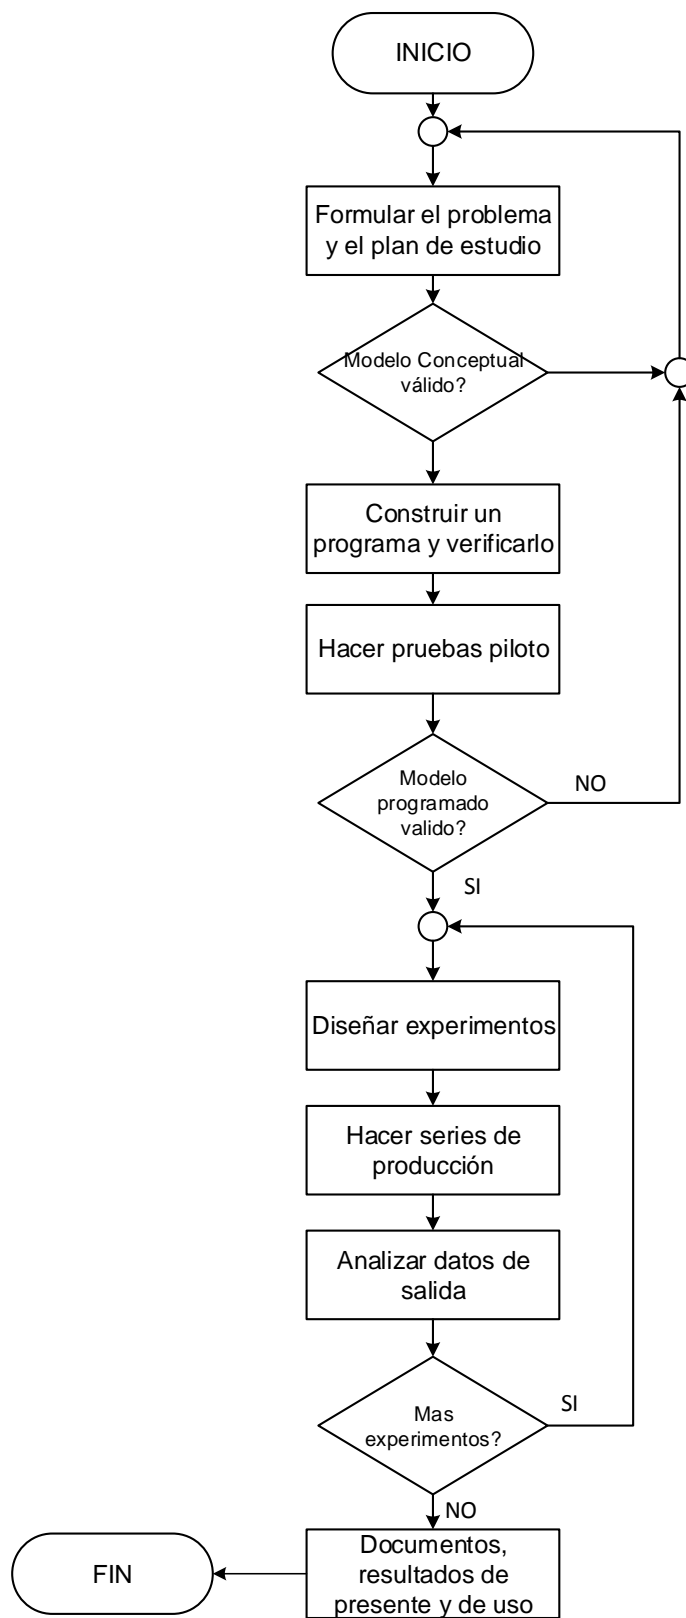 INICIO
Formular el problema
y el plan de estudio
Modelo Conceptual
válido?
Construir un
programa y verificarlo
Hacer pruebas piloto
Modelo
programado
valido?
NO
SI
Diseñar experimentos
Hacer series de
producción
Analizar datos de
salida
Mas
experimentos?
SI
NO
Documentos,
resultados de
presente y de uso
FIN